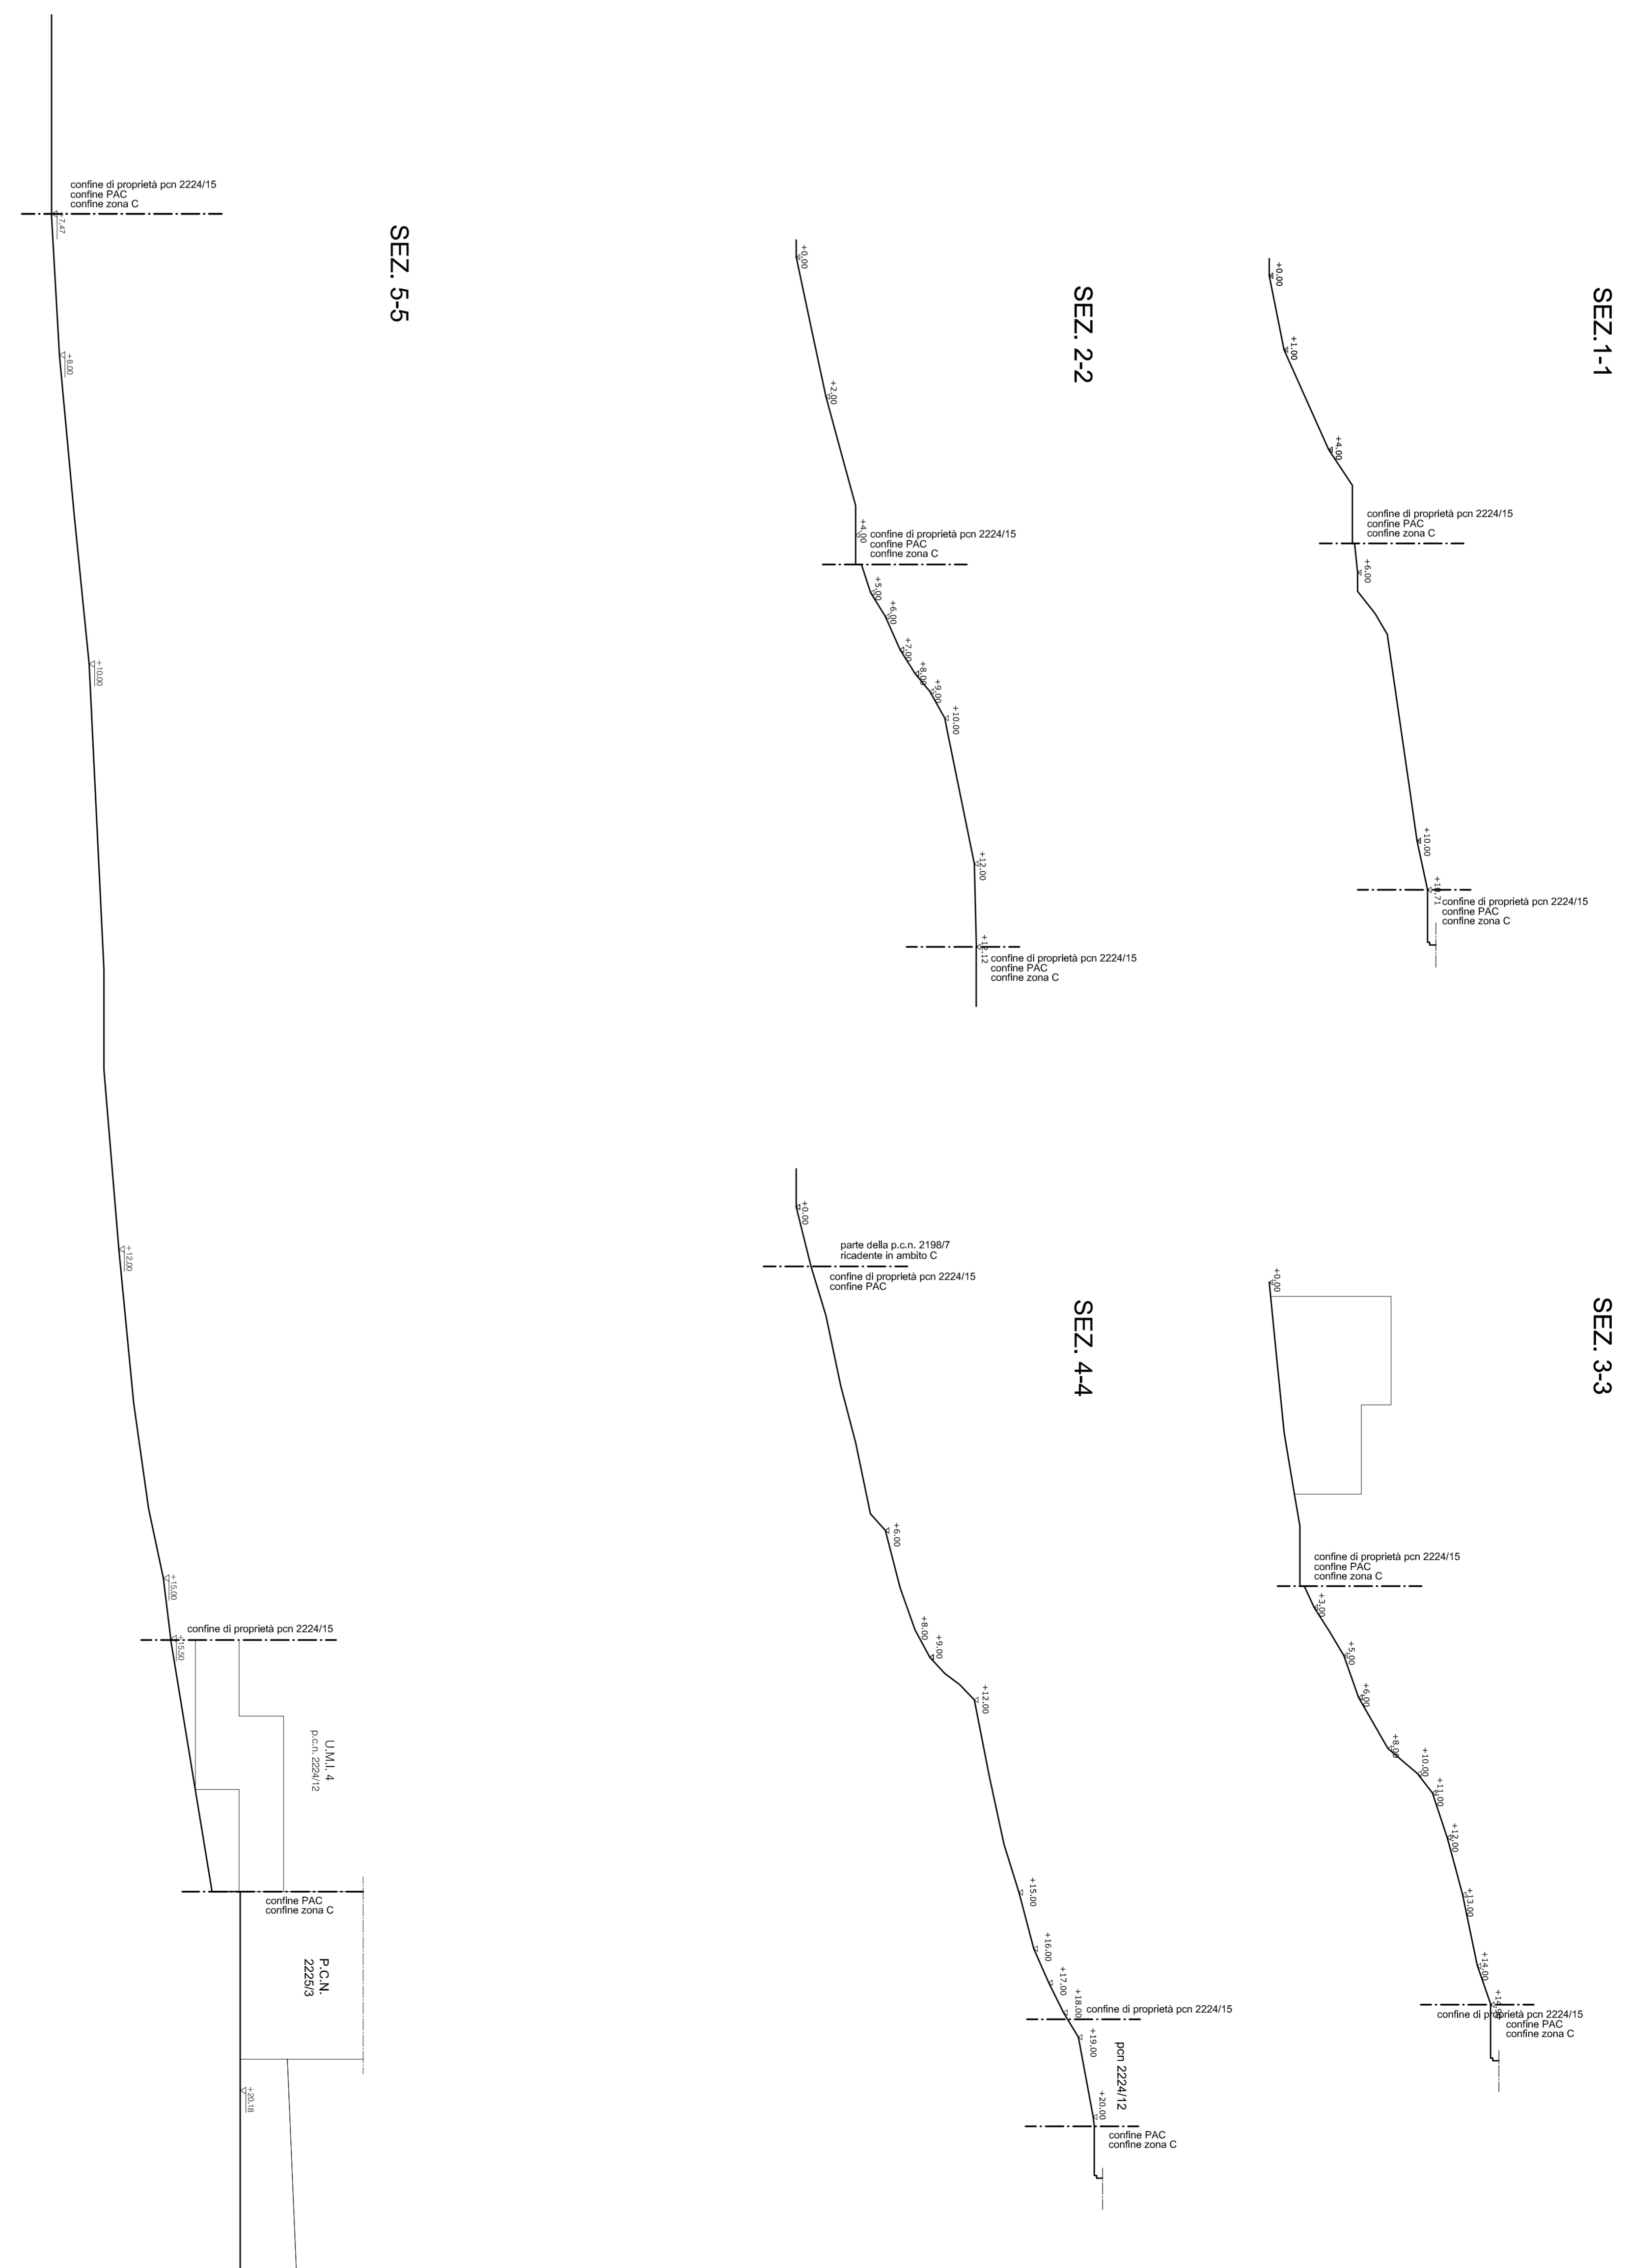 SEZ.1-1
+0.00
+1.00
+4.00
confine di proprietà pcn 2224/15
confine PAC
confine zona C
+6.00
+10.00
+10.71
confine di proprietà pcn 2224/15
confine PAC
confine zona C
SEZ. 2-2
+0.00
+2.00
+4.00
confine di proprietà pcn 2224/15
confine PAC
confine zona C
+5.00
+6.00
+7.00
+8.00
+9.00
+10.00
+12.00
+12.12
confine di proprietà pcn 2224/15
confine PAC
confine zona C
SEZ. 3-3
+0.00
confine di proprietà pcn 2224/15
confine PAC
confine zona C
+3.00
+5.00
+6.00
+8.00
+10.00
+11.00
+12.00
+13.00
+14.00
confine di proprietà pcn 2224/15
confine PAC
confine zona C
SEZ. 4-4
+0.00
parte della p.c.n. 2198/7
ricadente in ambito C
confine di proprietà pcn 2224/15
confine PAC
+6.00
+8.00
+9.00
+12.00
+15.00
+16.00
+17.00
+18.00
confine di proprietà pcn 2224/15
+19.00
pcn 2224/12
+20.00
confine PAC
confine zona C
SEZ. 5-5
confine di proprietà pcn 2224/15
confine PAC
confine zona C
+7.47
+8.00
+10.00
+12.00
+15.00
confine di proprietà pcn 2224/15
+15.50
U.M.I. 4
p.c.n. 2224/12
confine PAC
confine zona C
P.C.N.
2225/3
+20.18